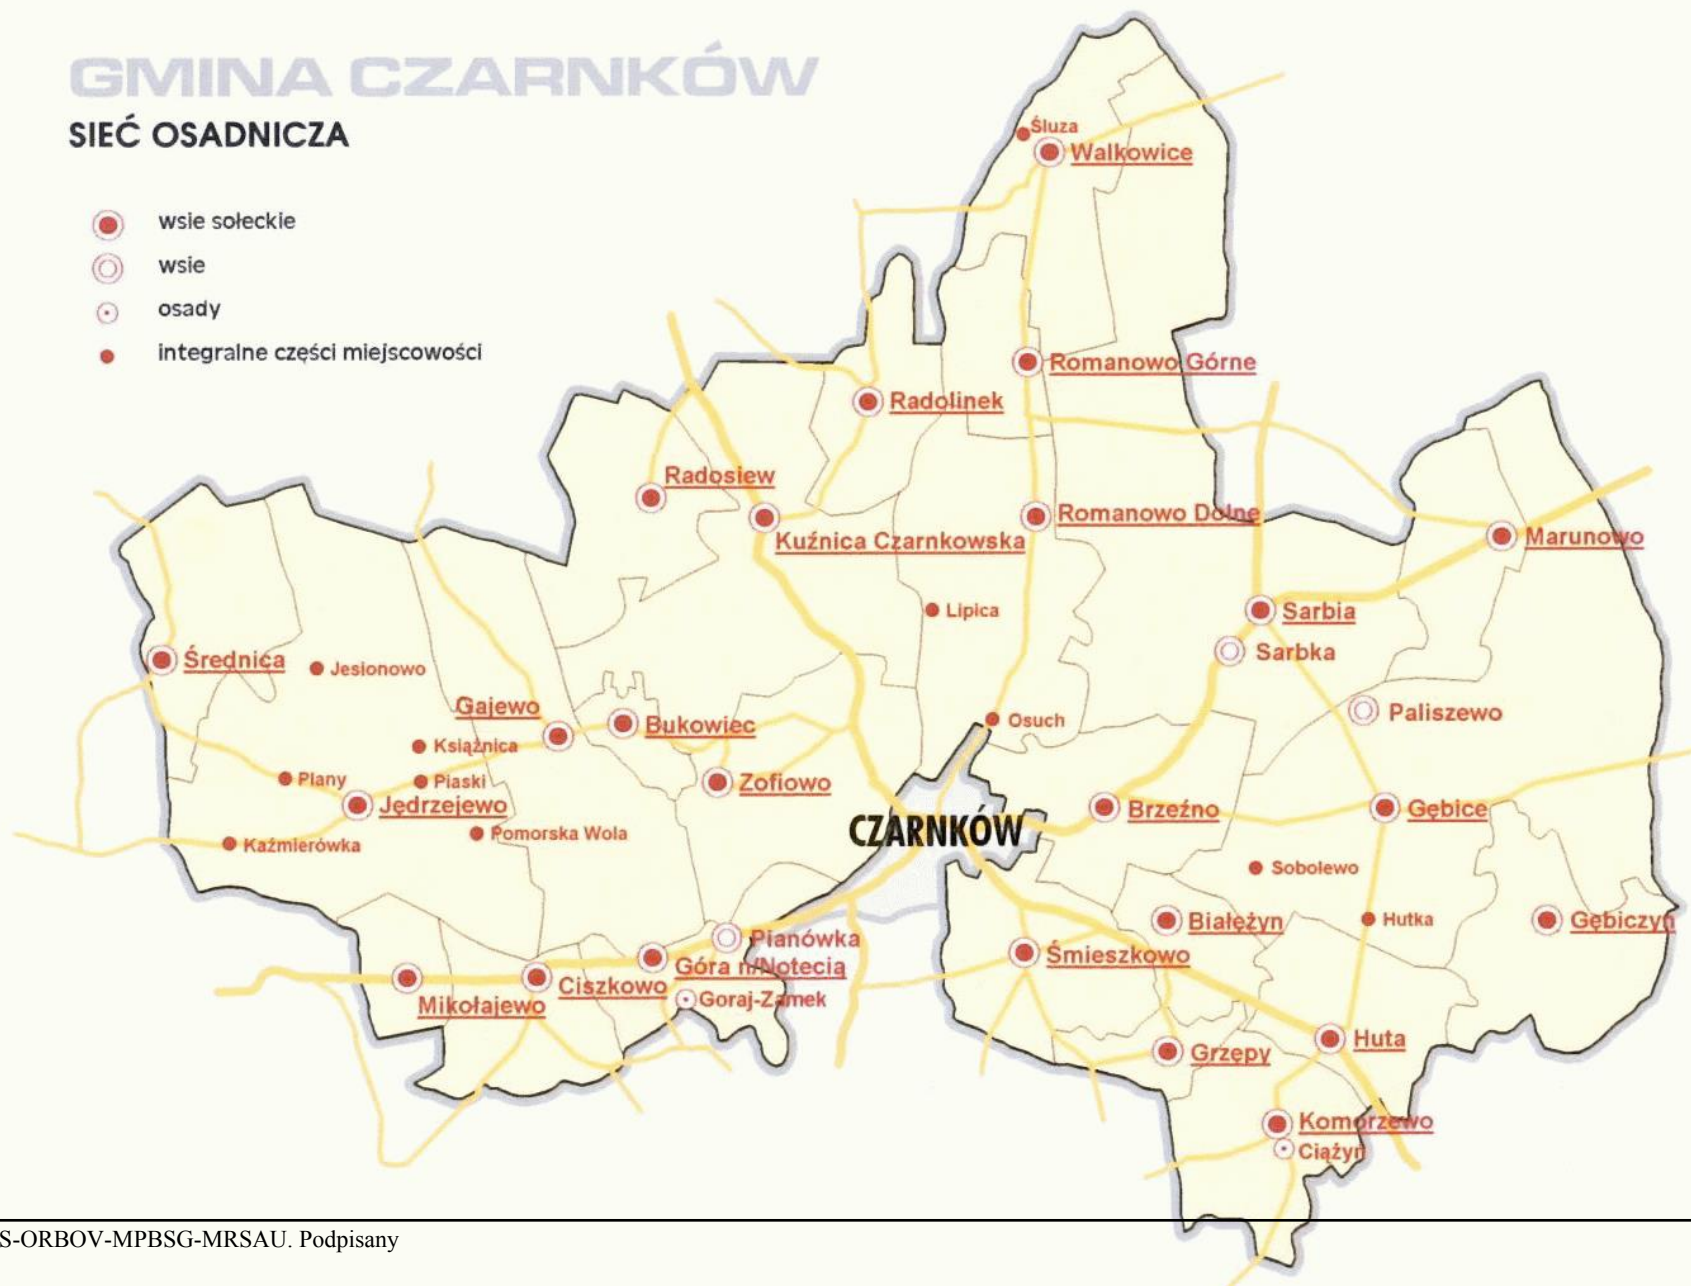 GMINA CZARNKÓW
SIEĆ OSADNICZA
wsie sołeckie
wsie
osady
integralne części miejscowości
Śluza
Walkowice
Romanowo Górne
Radolinek
Radosiew
Kuźnica Czarnkowska
Romanowo Dolne
Marunowo
Lipica
Sarbia
Sarbka
Średnica
Jesionowo
Gajewo
Bukowiec
Osuch
Paliszewo
Książnica
Plany
Piaski
Zofiowo
Jędrzejewo
Brzeźno
Gębice
CZARNKÓW
Pomorska Wola
Kaźmierówka
Sobolewo
Białężyn
Hutka
Gębiczyn
Pianówka
Śmieszkowo
Góra n/Notecią
Ciszkowo
Mikołajewo
Goraj-Zamek
Huta
Grzępy
Komorzewo
Ciążyń
S-ORBOV-MPBSG-MRSAU. Podpisany